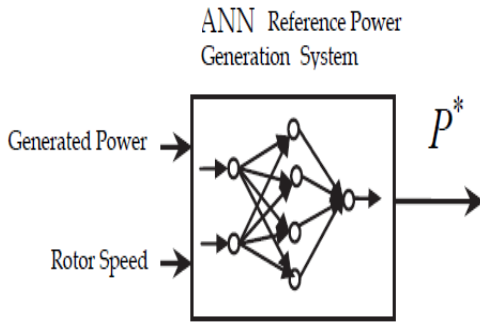 ANN Reference Power
Generation System
Generated Power
P*
Rotor Speed